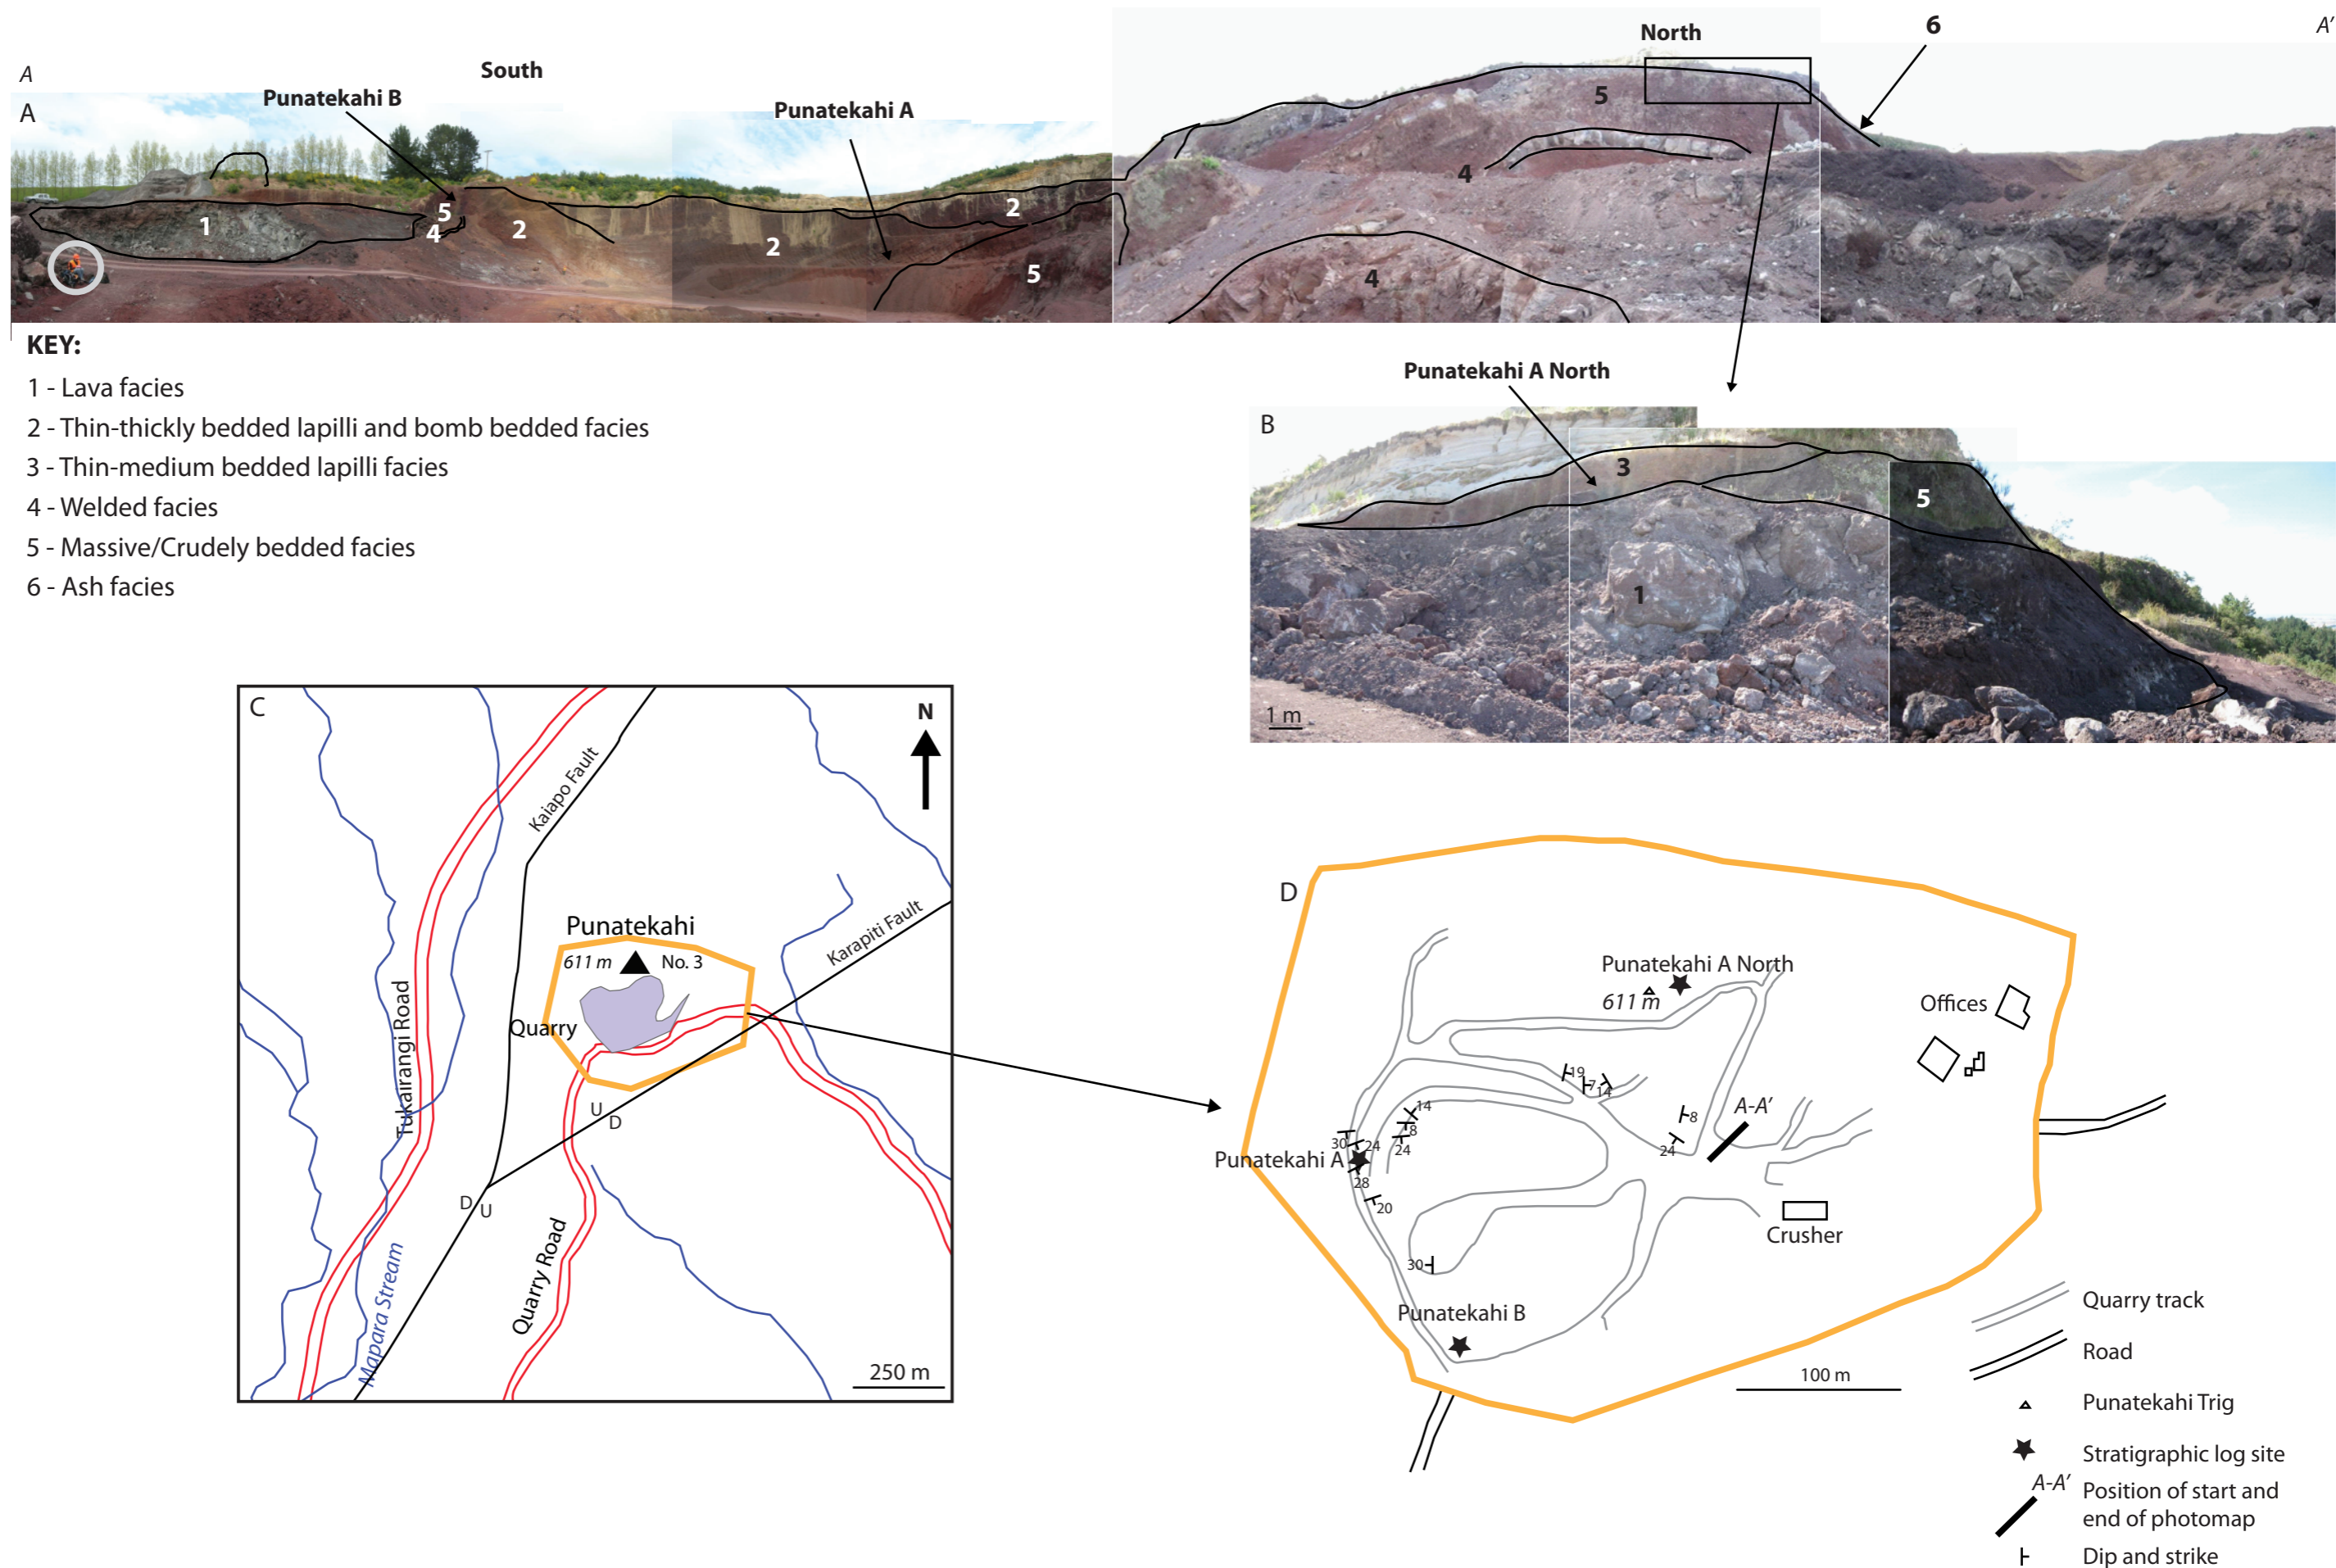 A
South
North
6
A′
A
Punatekahi B
Punatekahi A
5
4
1
5
4
2
2
2
5
4
KEY:
1 - Lava facies
2 - Thin-thickly bedded lapilli and bomb bedded facies
3 - Thin-medium bedded lapilli facies
4 - Welded facies
5 - Massive/Crudely bedded facies
6 - Ash facies
Punatekahi A North
B
3
5
1
1 m
C
N
Kaiapo Fault
Punatekahi
611 m
No. 3
Karapiti Fault
Tukairangi Road
Quarry
U
D
D
U
Quarry Road
Mapara Stream
250 m
D
Punatekahi A North
611 m
Offices
19
7
14
14
8
A-A′
8
30
24
24
24
Punatekahi A
28
20
Crusher
30
Punatekahi B
100 m
Quarry track
Road
Punatekahi Trig
Stratigraphic log site
A-A′
Position of start and
end of photomap
Dip and strike